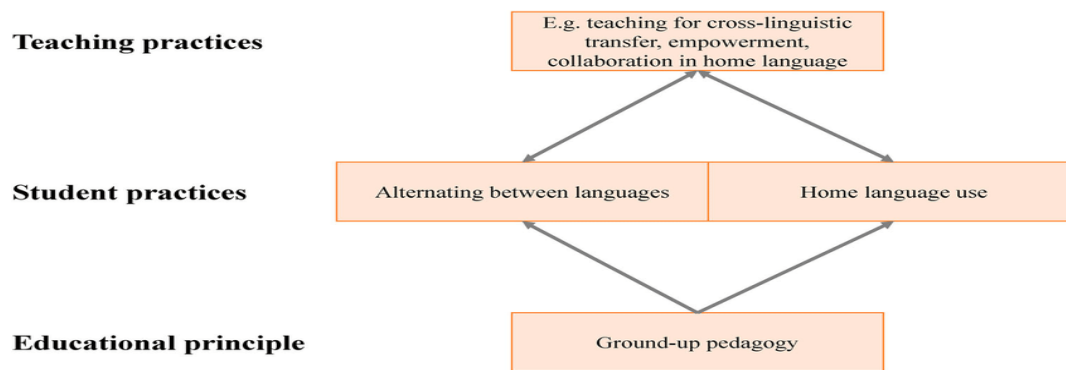 Teaching practices
E.g. teaching for cross-linguistic
transfer, empowerment,
collaboration in home language
Student practices
Alternating between languages
Home language use
Educational principle
Ground-up pedagogy